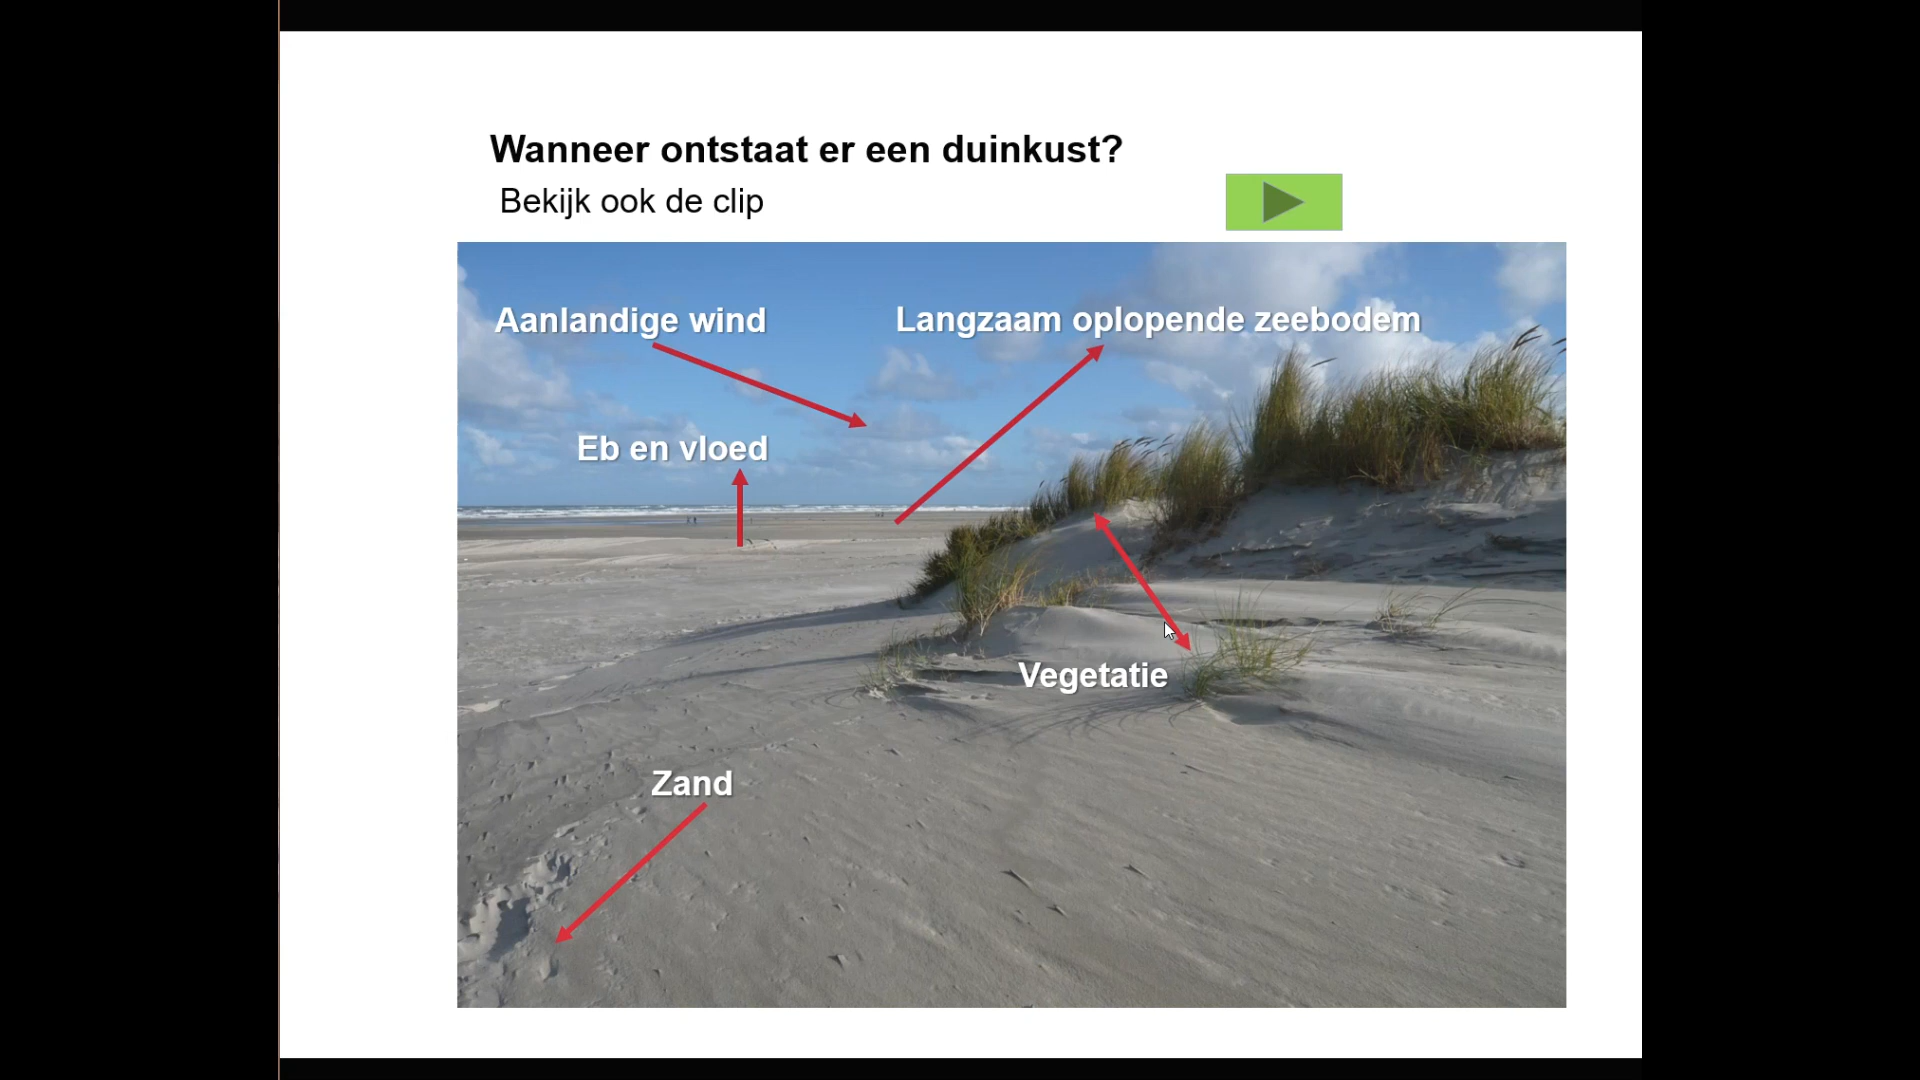 Wanneer ontstaat er een duinkust?
Bekijk ook de clip
Aanlandige wind
Langzaam oplopende zeebodem
Eb en vloed
Vegetatie
Zand